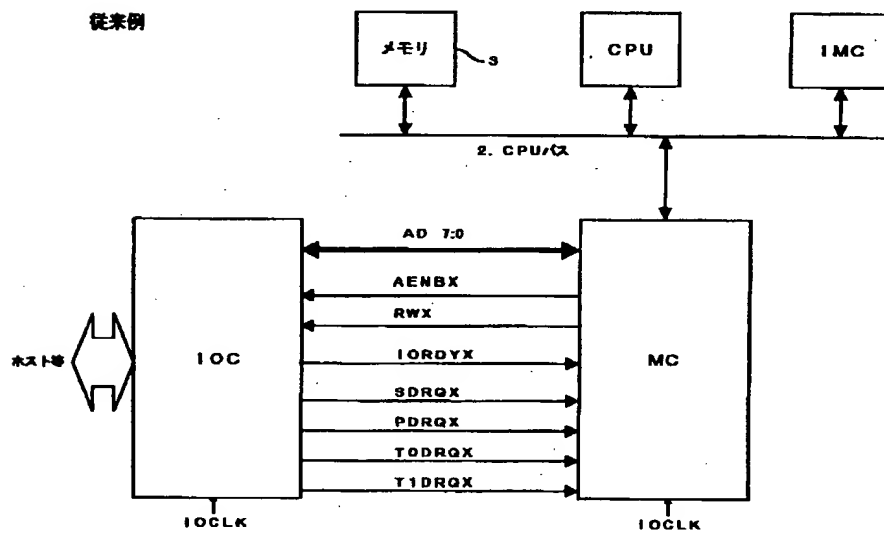 従来例
メモリ
3
CPU
IMC
2. CPUバス
AD 7:0
AENBX
RWX
IORDYX
SDRQX
PDRQX
T0DRQX
T1DRQX
ホスト等
IOC
MC
IOCLK
IOCLK